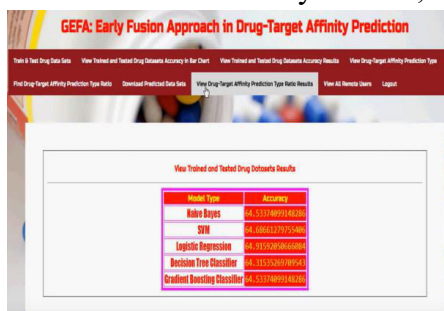 GEFA: Early Fusion Approach in Drug-Target Affinity Prediction
Train & Test Drug Data Sets View Trained and Tested Drug Datasets Accuracy in Bar Chart View Trained and Tested Drug Datasets Accuracy Results View Drug-Target Affinity Prediction Type
Find Drug-Target Affinity Prediction Type Ratio Download Predicted Data Sets View Drug-Target Affinity Prediction Type Ratio Results View All Remote Users Logout
View Trained and Tested Drug Datasets Results
Model Type Accuracy
Naive Bayes 64.53374099148286
SVM 64.68661279755406
Logistic Regression 64.91592050666084
Decision Tree Classifier 64.31535269709543
Gradient Boosting Classifier 64.53374099148286